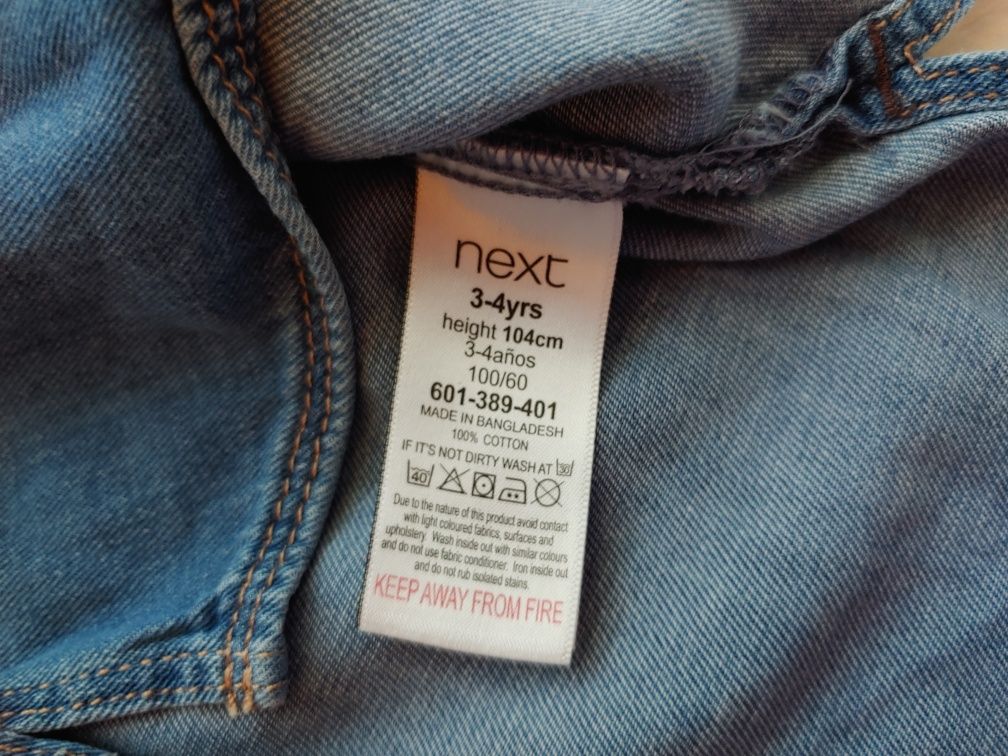 next
3-4yrs
height 104cm
3-4años
100/60
601-389-401
MADE IN BANGLADESH
100% COTTON
IF IT'S NOT DIRTY WASH AT 30
40
Due to the nature of this product avoid contact
with light coloured fabrics, surfaces and
upholstery. Wash inside out with similar colours
and do not use fabric conditioner. Iron inside out
and do not rub isolated stains.
KEEP AWAY FROM FIRE